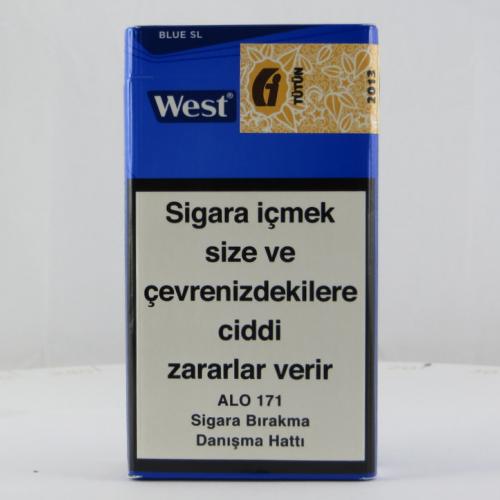 BLUE SL
West®
TÜTÜN
2013
Sigara içmek
size ve
çevrenizdekilere
ciddi
zararlar verir
ALO 171
Sigara Bırakma
Danışma Hattı